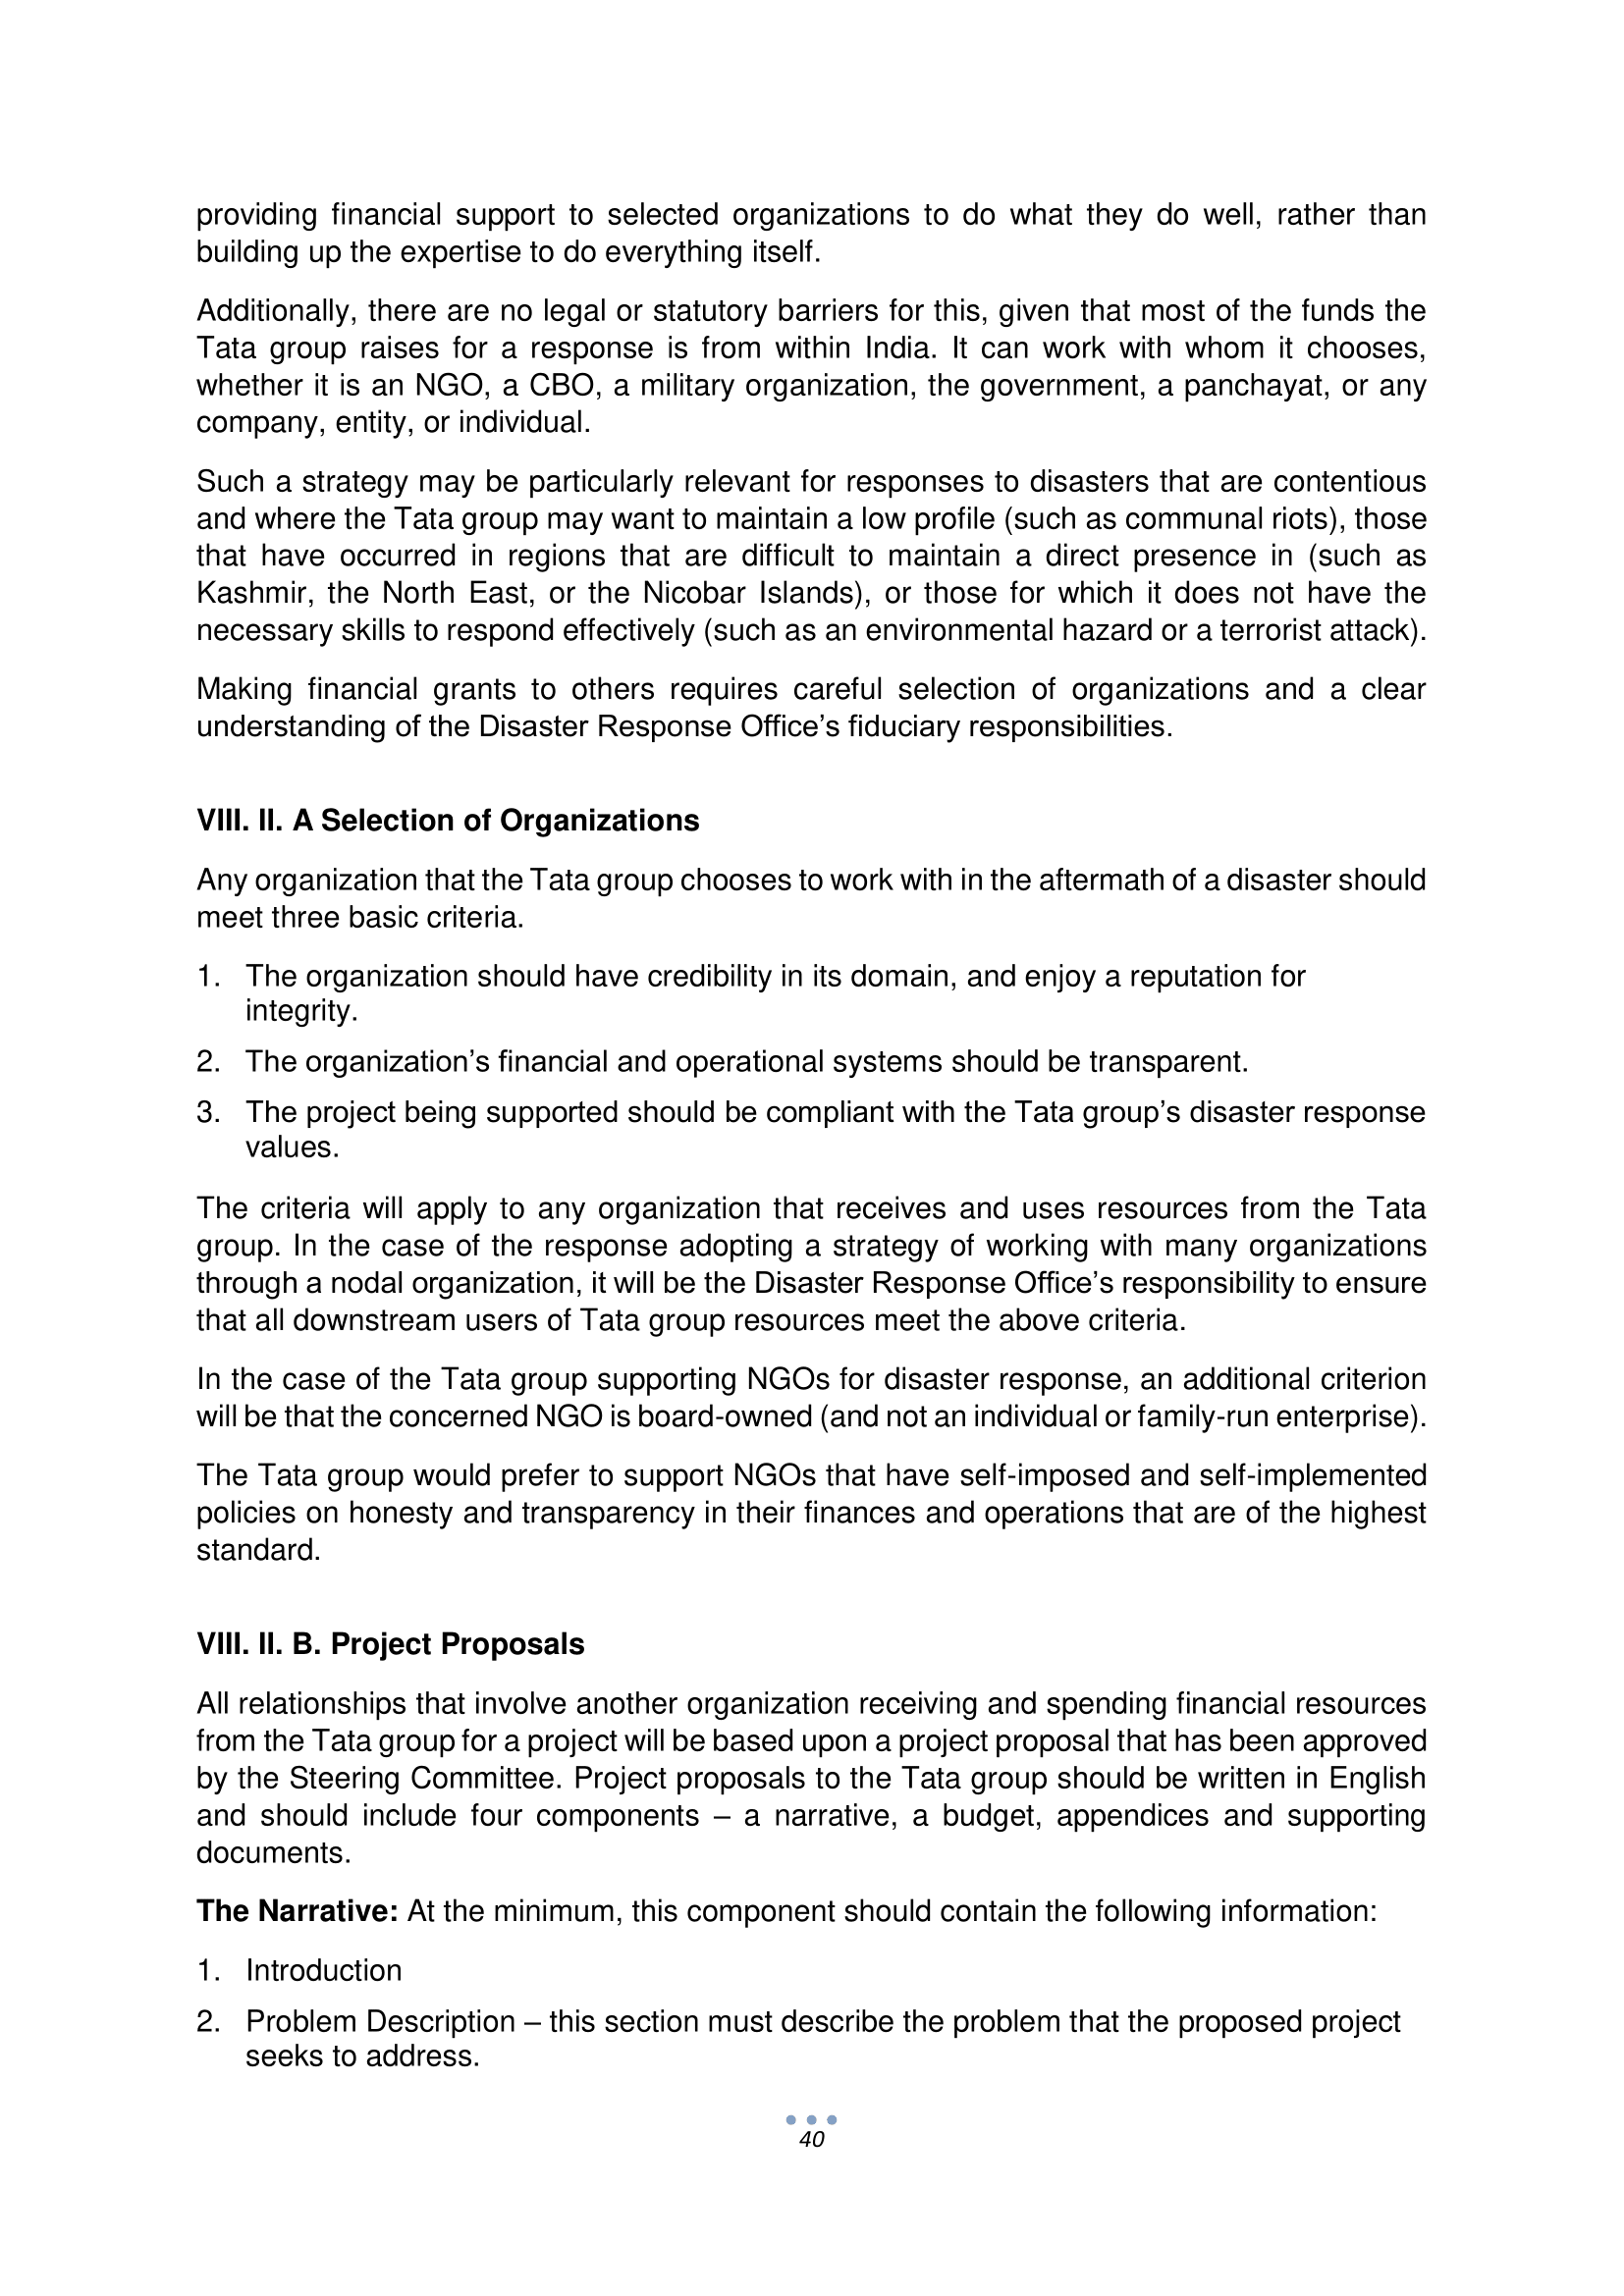 providing financial support to selected organizations to do what they do well, rather than
building up the expertise to do everything itself.
Additionally, there are no legal or statutory barriers for this, given that most of the funds the
Tata group raises for a response is from within India. It can work with whom it chooses,
whether it is an NGO, a CBO, a military organization, the government, a panchayat, or any
company, entity, or individual.
Such a strategy may be particularly relevant for responses to disasters that are contentious
and where the Tata group may want to maintain a low profile (such as communal riots), those
that have occurred in regions that are difficult to maintain a direct presence in (such as
Kashmir, the North East, or the Nicobar Islands), or those for which it does not have the
necessary skills to respond effectively (such as an environmental hazard or a terrorist attack).
Making financial grants to others requires careful selection of organizations and a clear
understanding of the Disaster Response Office’s fiduciary responsibilities.
VIII. II. A Selection of Organizations
Any organization that the Tata group chooses to work with in the aftermath of a disaster should
meet three basic criteria.
1. The organization should have credibility in its domain, and enjoy a reputation for
integrity.
2. The organization’s financial and operational systems should be transparent.
3. The project being supported should be compliant with the Tata group’s disaster response
values.
The criteria will apply to any organization that receives and uses resources from the Tata
group. In the case of the response adopting a strategy of working with many organizations
through a nodal organization, it will be the Disaster Response Office’s responsibility to ensure
that all downstream users of Tata group resources meet the above criteria.
In the case of the Tata group supporting NGOs for disaster response, an additional criterion
will be that the concerned NGO is board-owned (and not an individual or family-run enterprise).
The Tata group would prefer to support NGOs that have self-imposed and self-implemented
policies on honesty and transparency in their finances and operations that are of the highest
standard.
VIII. II. B. Project Proposals
All relationships that involve another organization receiving and spending financial resources
from the Tata group for a project will be based upon a project proposal that has been approved
by the Steering Committee. Project proposals to the Tata group should be written in English
and should include four components – a narrative, a budget, appendices and supporting
documents.
The Narrative: At the minimum, this component should contain the following information:
1. Introduction
2. Problem Description – this section must describe the problem that the proposed project
seeks to address.
40